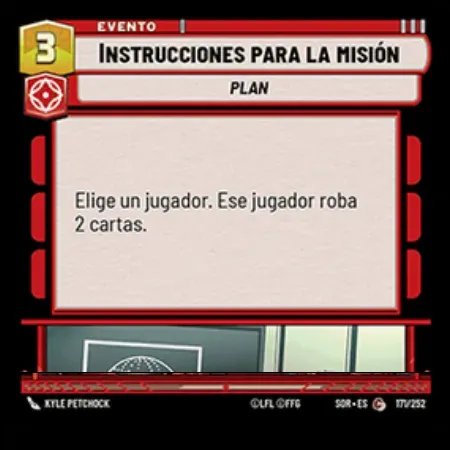 EVENTO
3
INSTRUCCIONES PARA LA MISIÓN
PLAN
Elige un jugador. Ese jugador roba
2 cartas.
KYLE PETCHOCK
©LFL ©FFG
SOR • ES
C
171/252